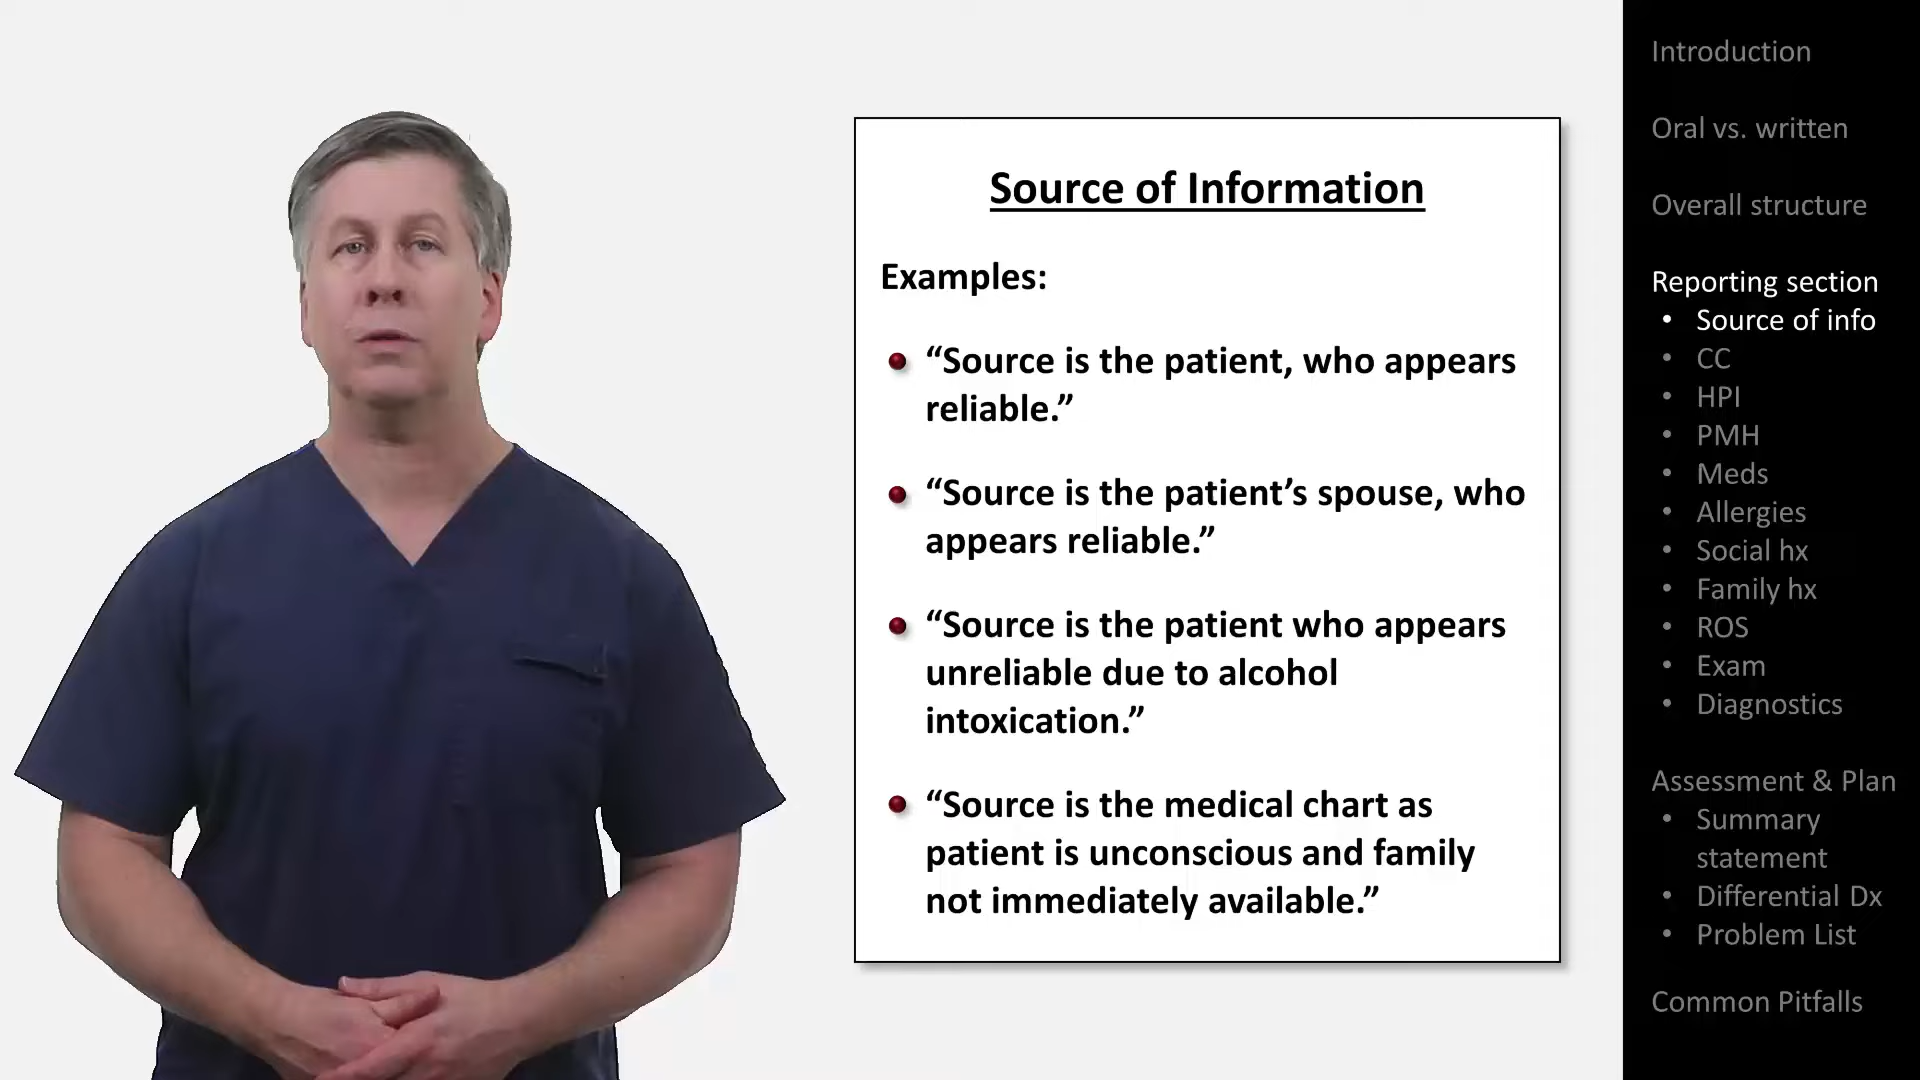 Source of Information
Examples:
“Source is the patient, who appears
reliable.”
“Source is the patient’s spouse, who
appears reliable.”
“Source is the patient who appears
unreliable due to alcohol
intoxication.”
“Source is the medical chart as
patient is unconscious and family
not immediately available.”
Introduction
Oral vs. written
Overall structure
Reporting section
• Source of info
• CC
• HPI
• PMH
• Meds
• Allergies
• Social hx
• Family hx
• ROS
• Exam
• Diagnostics
Assessment & Plan
• Summary
statement
• Differential Dx
• Problem List
Common Pitfalls